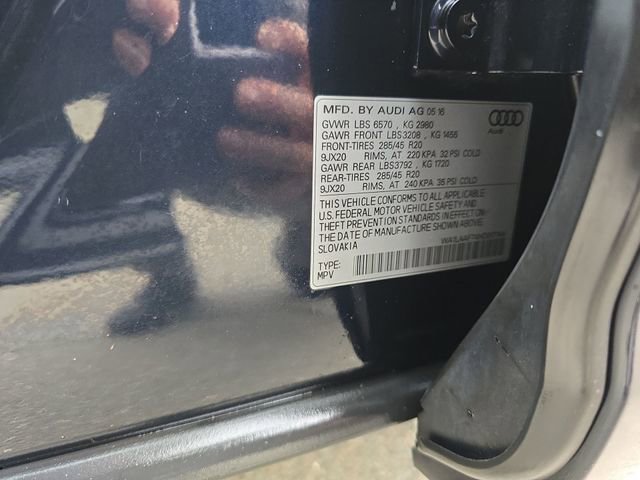 MFD. BY AUDI AG 05 16
GVWR LBS 6570 , KG 2980
GAWR FRONT LBS3208 , KG 1455
FRONT-TIRES 285/45 R20
9JX20 RIMS, AT 220 KPA 32 PSI COLD
GAWR REAR LBS3792 , KG 1720
REAR-TIRES 285/45 R20
9JX20 RIMS, AT 240 KPA 35 PSI COLD
THIS VEHICLE CONFORMS TO ALL APPLICABLE
U.S. FEDERAL MOTOR VEHICLE SAFETY AND
THEFT PREVENTION STANDARDS IN EFFECT ON
THE DATE OF MANUFACTURE SHOWN ABOVE
SLOVAKIA
TYPE:
MPV
Audi